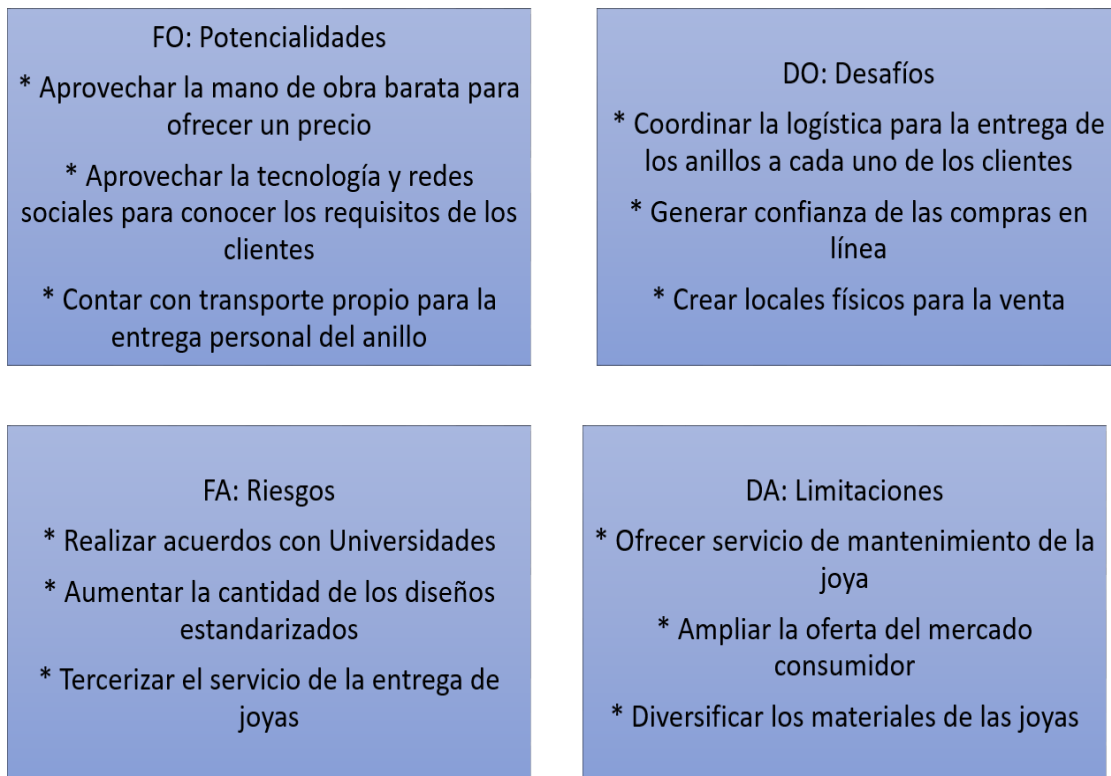 FO: Potencialidades
* Aprovechar la mano de obra barata para
ofrecer un precio
* Aprovechar la tecnología y redes
sociales para conocer los requisitos de los
clientes
* Contar con transporte propio para la
entrega personal del anillo
DO: Desafíos
* Coordinar la logística para la entrega de
los anillos a cada uno de los clientes
* Generar confianza de las compras en
línea
* Crear locales físicos para la venta
FA: Riesgos
* Realizar acuerdos con Universidades
* Aumentar la cantidad de los diseños
estandarizados
* Tercerizar el servicio de la entrega de
joyas
DA: Limitaciones
* Ofrecer servicio de mantenimiento de la
joya
* Ampliar la oferta del mercado
consumidor
* Diversificar los materiales de las joyas